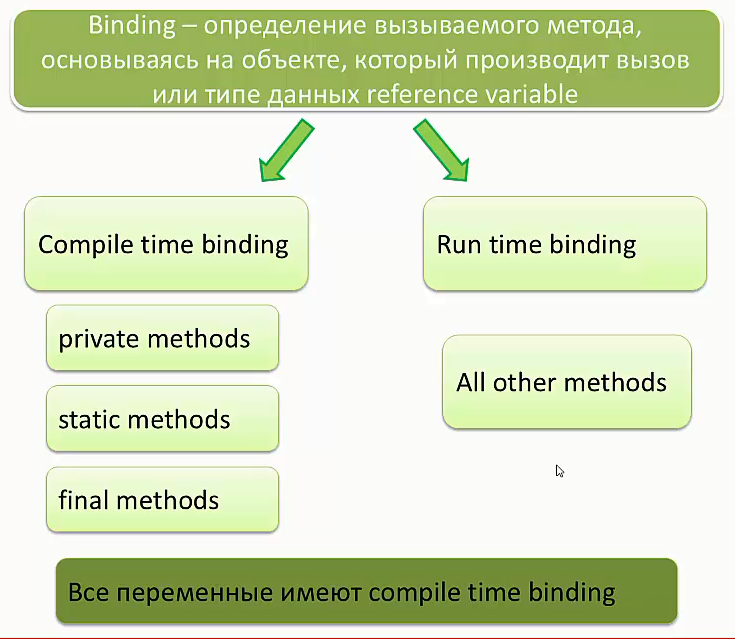 Binding – определение вызываемого метода,
основываясь на объекте, который производит вызов
или типе данных reference variable
Compile time binding
Run time binding
private methods
static methods
final methods
All other methods
Все переменные имеют compile time binding